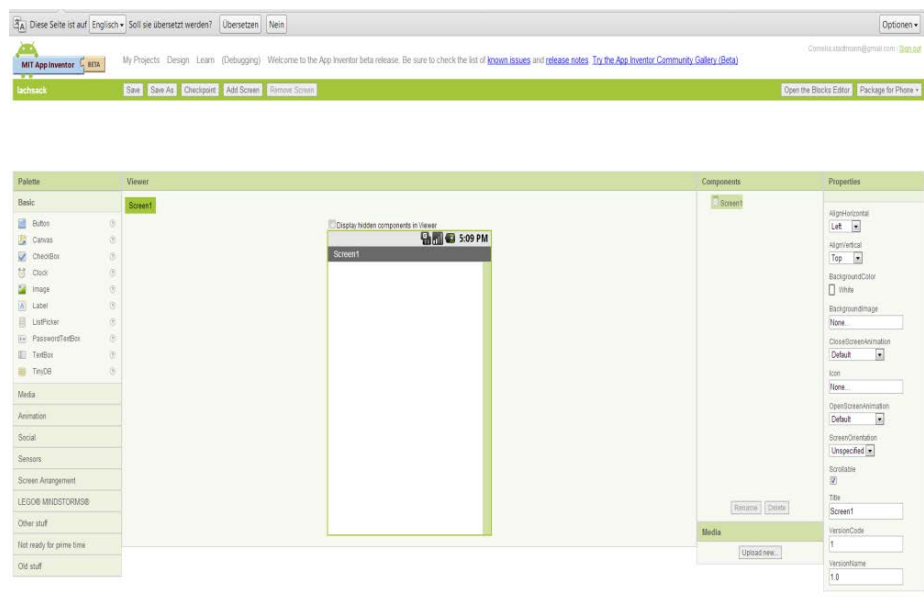 Diese Seite ist auf Englisch Soll sie übersetzt werden? Übersetzen Nein Optionen
MIT App Inventor BETA
My Projects Design Learn (Debugging) Welcome to the App Inventor beta release. Be sure to check the list of known issues and release notes. Try the App Inventor Community Gallery (Beta)
Sign out
lachsack Save Save As Checkpoint Add Screen Remove Screen Open the Blocks Editor Package for Phone
Palette
Basic
Button
Canvas
CheckBox
Clock
Image
Label
ListPicker
PasswordTextBox
TextBox
TinyDB
Media
Animation
Social
Sensors
Screen Arrangement
LEGO® MINDSTORMS®
Other stuff
Not ready for prime time
Old stuff
Viewer
Screen1
Display hidden components in Viewer
5:09 PM
Screen1
Components
Screen1
Rename Delete
Media
Upload new...
Properties
AlignHorizontal
Left
AlignVertical
Top
BackgroundColor
White
BackgroundImage
None...
CloseScreenAnimation
Default
Icon
None...
OpenScreenAnimation
Default
ScreenOrientation
Unspecified
Scrollable
Title
Screen1
VersionCode
1
VersionName
1.0